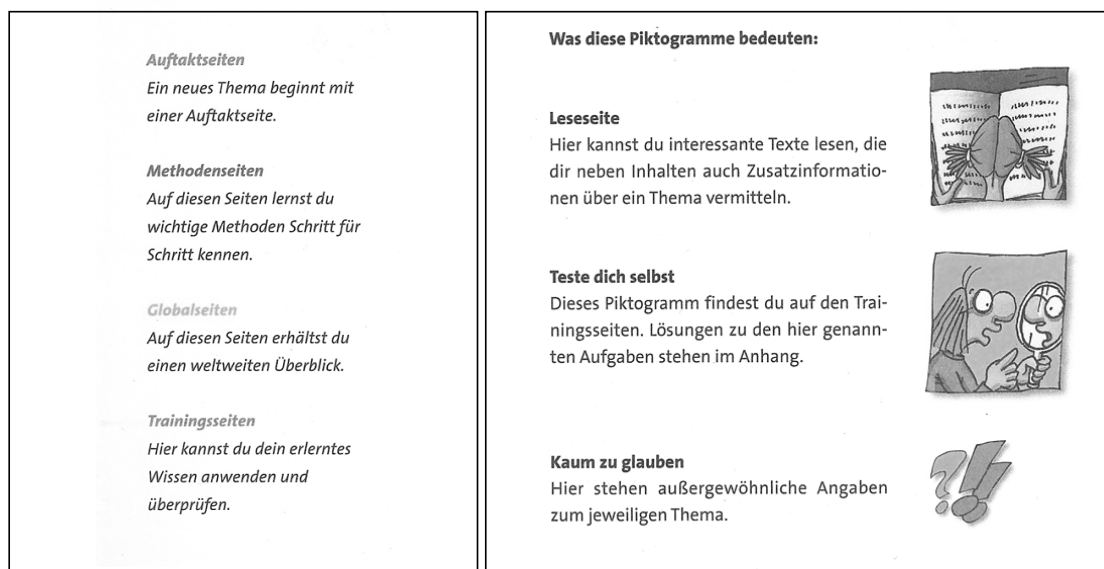 Auftaktseiten
Ein neues Thema beginnt mit
einer Auftaktseite.
Methodenseiten
Auf diesen Seiten lernst du
wichtige Methoden Schritt für
Schritt kennen.
Globalseiten
Auf diesen Seiten erhältst du
einen weltweiten Überblick.
Trainingsseiten
Hier kannst du dein erlerntes
Wissen anwenden und
überprüfen.
Was diese Piktogramme bedeuten:
Leseseite
Hier kannst du interessante Texte lesen, die
dir neben Inhalten auch Zusatzinformatio-
nen über ein Thema vermitteln.
Teste dich selbst
Dieses Piktogramm findest du auf den Trai-
ningsseiten. Lösungen zu den hier genann-
ten Aufgaben stehen im Anhang.
Kaum zu glauben
Hier stehen außergewöhnliche Angaben
zum jeweiligen Thema.
?!!